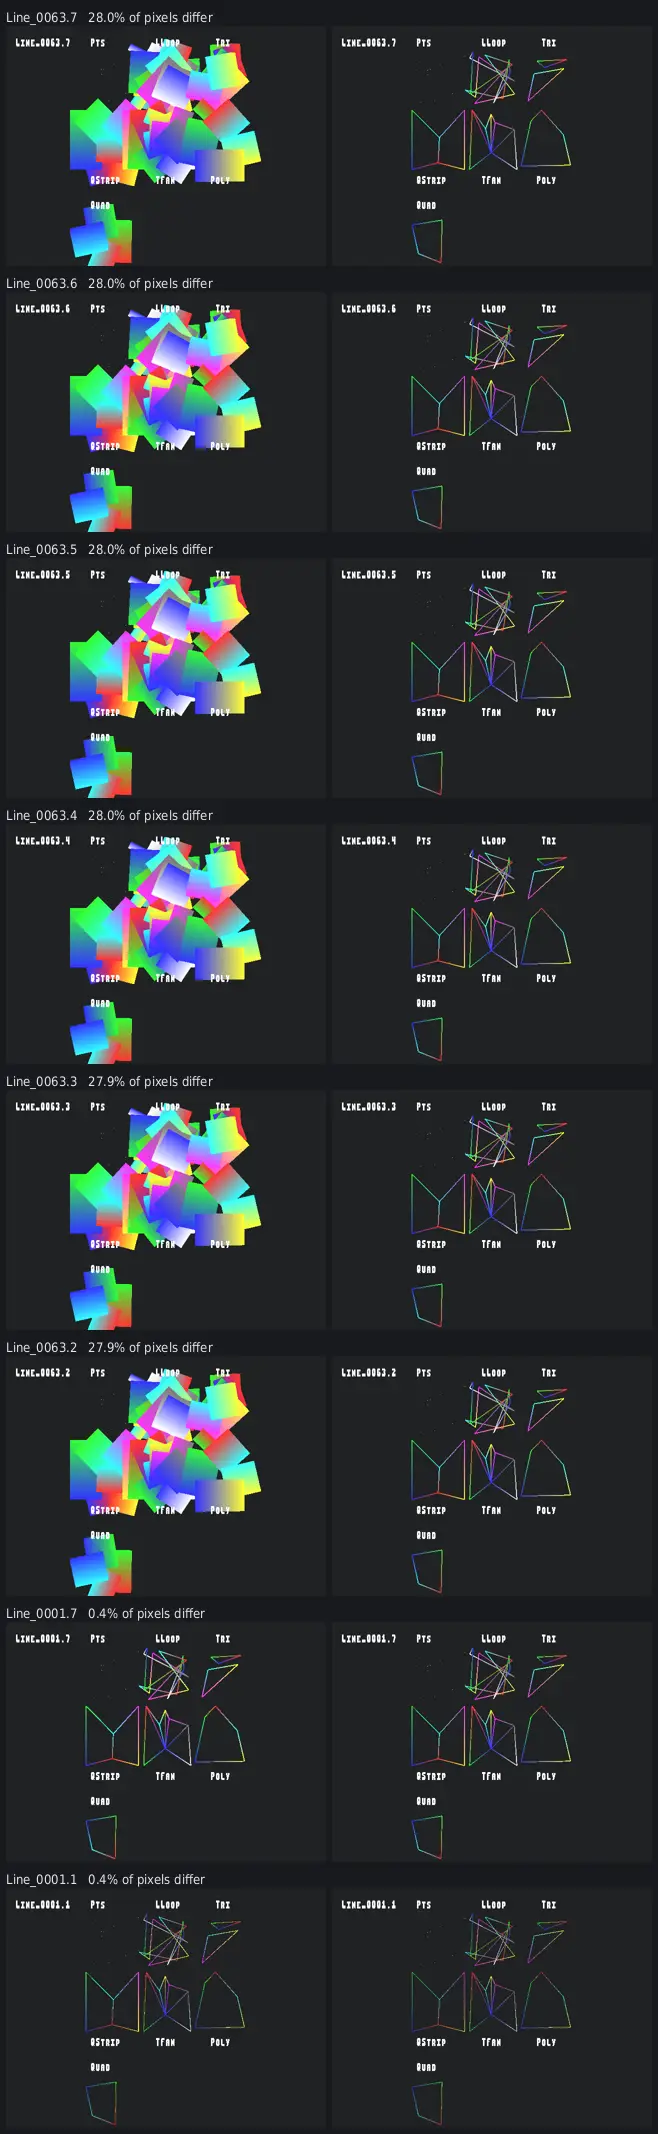 Line_0063.7 28.0% of pixels differ
LINE_0063.7 PTS LLOOP TRI LINE_0063.7 PTS LLOOP TRI
QSTRIP TFAN POLY QSTRIP TFAN POLY
QUAD QUAD
Line_0063.6 28.0% of pixels differ
LINE_0063.6 PTS LLOOP TRI LINE_0063.6 PTS LLOOP TRI
QSTRIP TFAN POLY QSTRIP TFAN POLY
QUAD QUAD
Line_0063.5 28.0% of pixels differ
LINE_0063.5 PTS LLOOP TRI LINE_0063.5 PTS LLOOP TRI
QSTRIP TFAN POLY QSTRIP TFAN POLY
QUAD QUAD
Line_0063.4 28.0% of pixels differ
LINE_0063.4 PTS LLOOP TRI LINE_0063.4 PTS LLOOP TRI
QSTRIP TFAN POLY QSTRIP TFAN POLY
QUAD QUAD
Line_0063.3 27.9% of pixels differ
LINE_0063.3 PTS LLOOP TRI LINE_0063.3 PTS LLOOP TRI
QSTRIP TFAN POLY QSTRIP TFAN POLY
QUAD QUAD
Line_0063.2 27.9% of pixels differ
LINE_0063.2 PTS LLOOP TRI LINE_0063.2 PTS LLOOP TRI
QSTRIP TFAN POLY QSTRIP TFAN POLY
QUAD QUAD
Line_0001.7 0.4% of pixels differ
LINE_0001.7 PTS LLOOP TRI LINE_0001.7 PTS LLOOP TRI
QSTRIP TFAN POLY QSTRIP TFAN POLY
QUAD QUAD
Line_0001.1 0.4% of pixels differ
LINE_0001.1 PTS LLOOP TRI LINE_0001.1 PTS LLOOP TRI
QSTRIP TFAN POLY QSTRIP TFAN POLY
QUAD QUAD